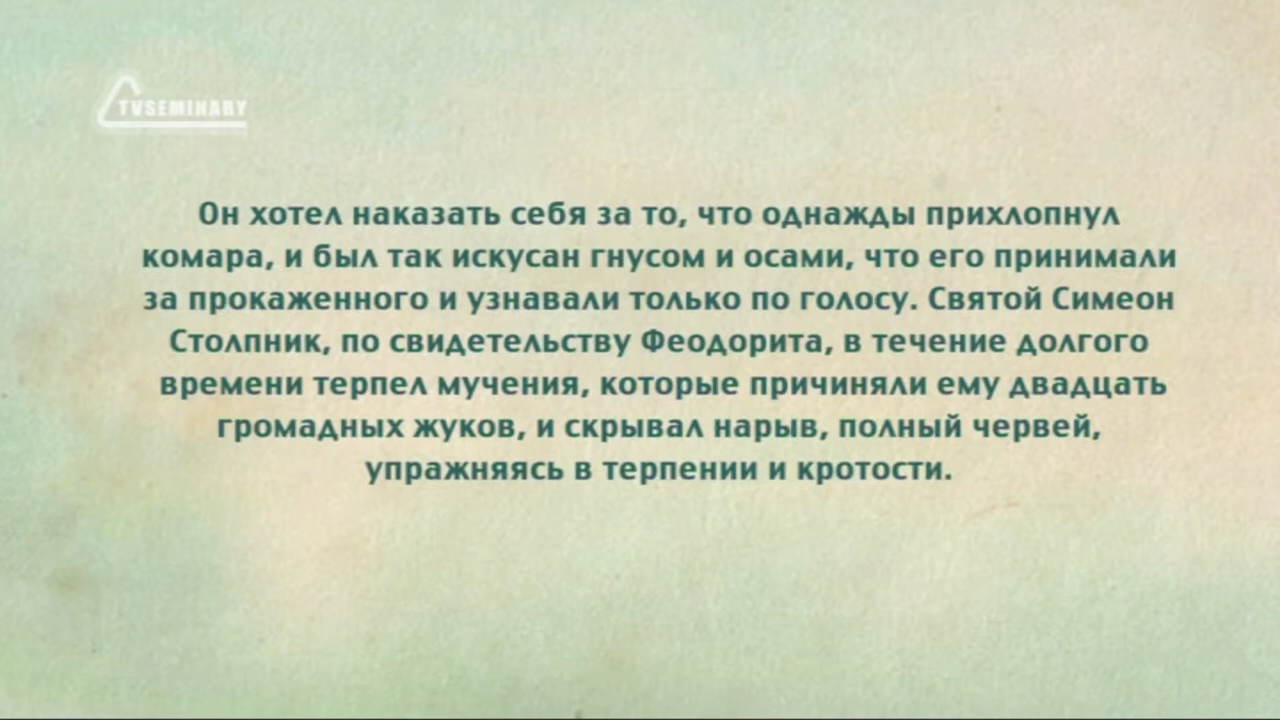 TVSEMINARY
Он хотел наказать себя за то, что однажды прихлопнул
комара, и был так искусан гнусом и осами, что его принимали
за прокаженного и узнавали только по голосу. Святой Симеон
Столпник, по свидетельству Феодорита, в течение долгого
времени терпел мучения, которые причиняли ему двадцать
громадных жуков, и скрывал нарыв, полный червей,
упражняясь в терпении и кротости.